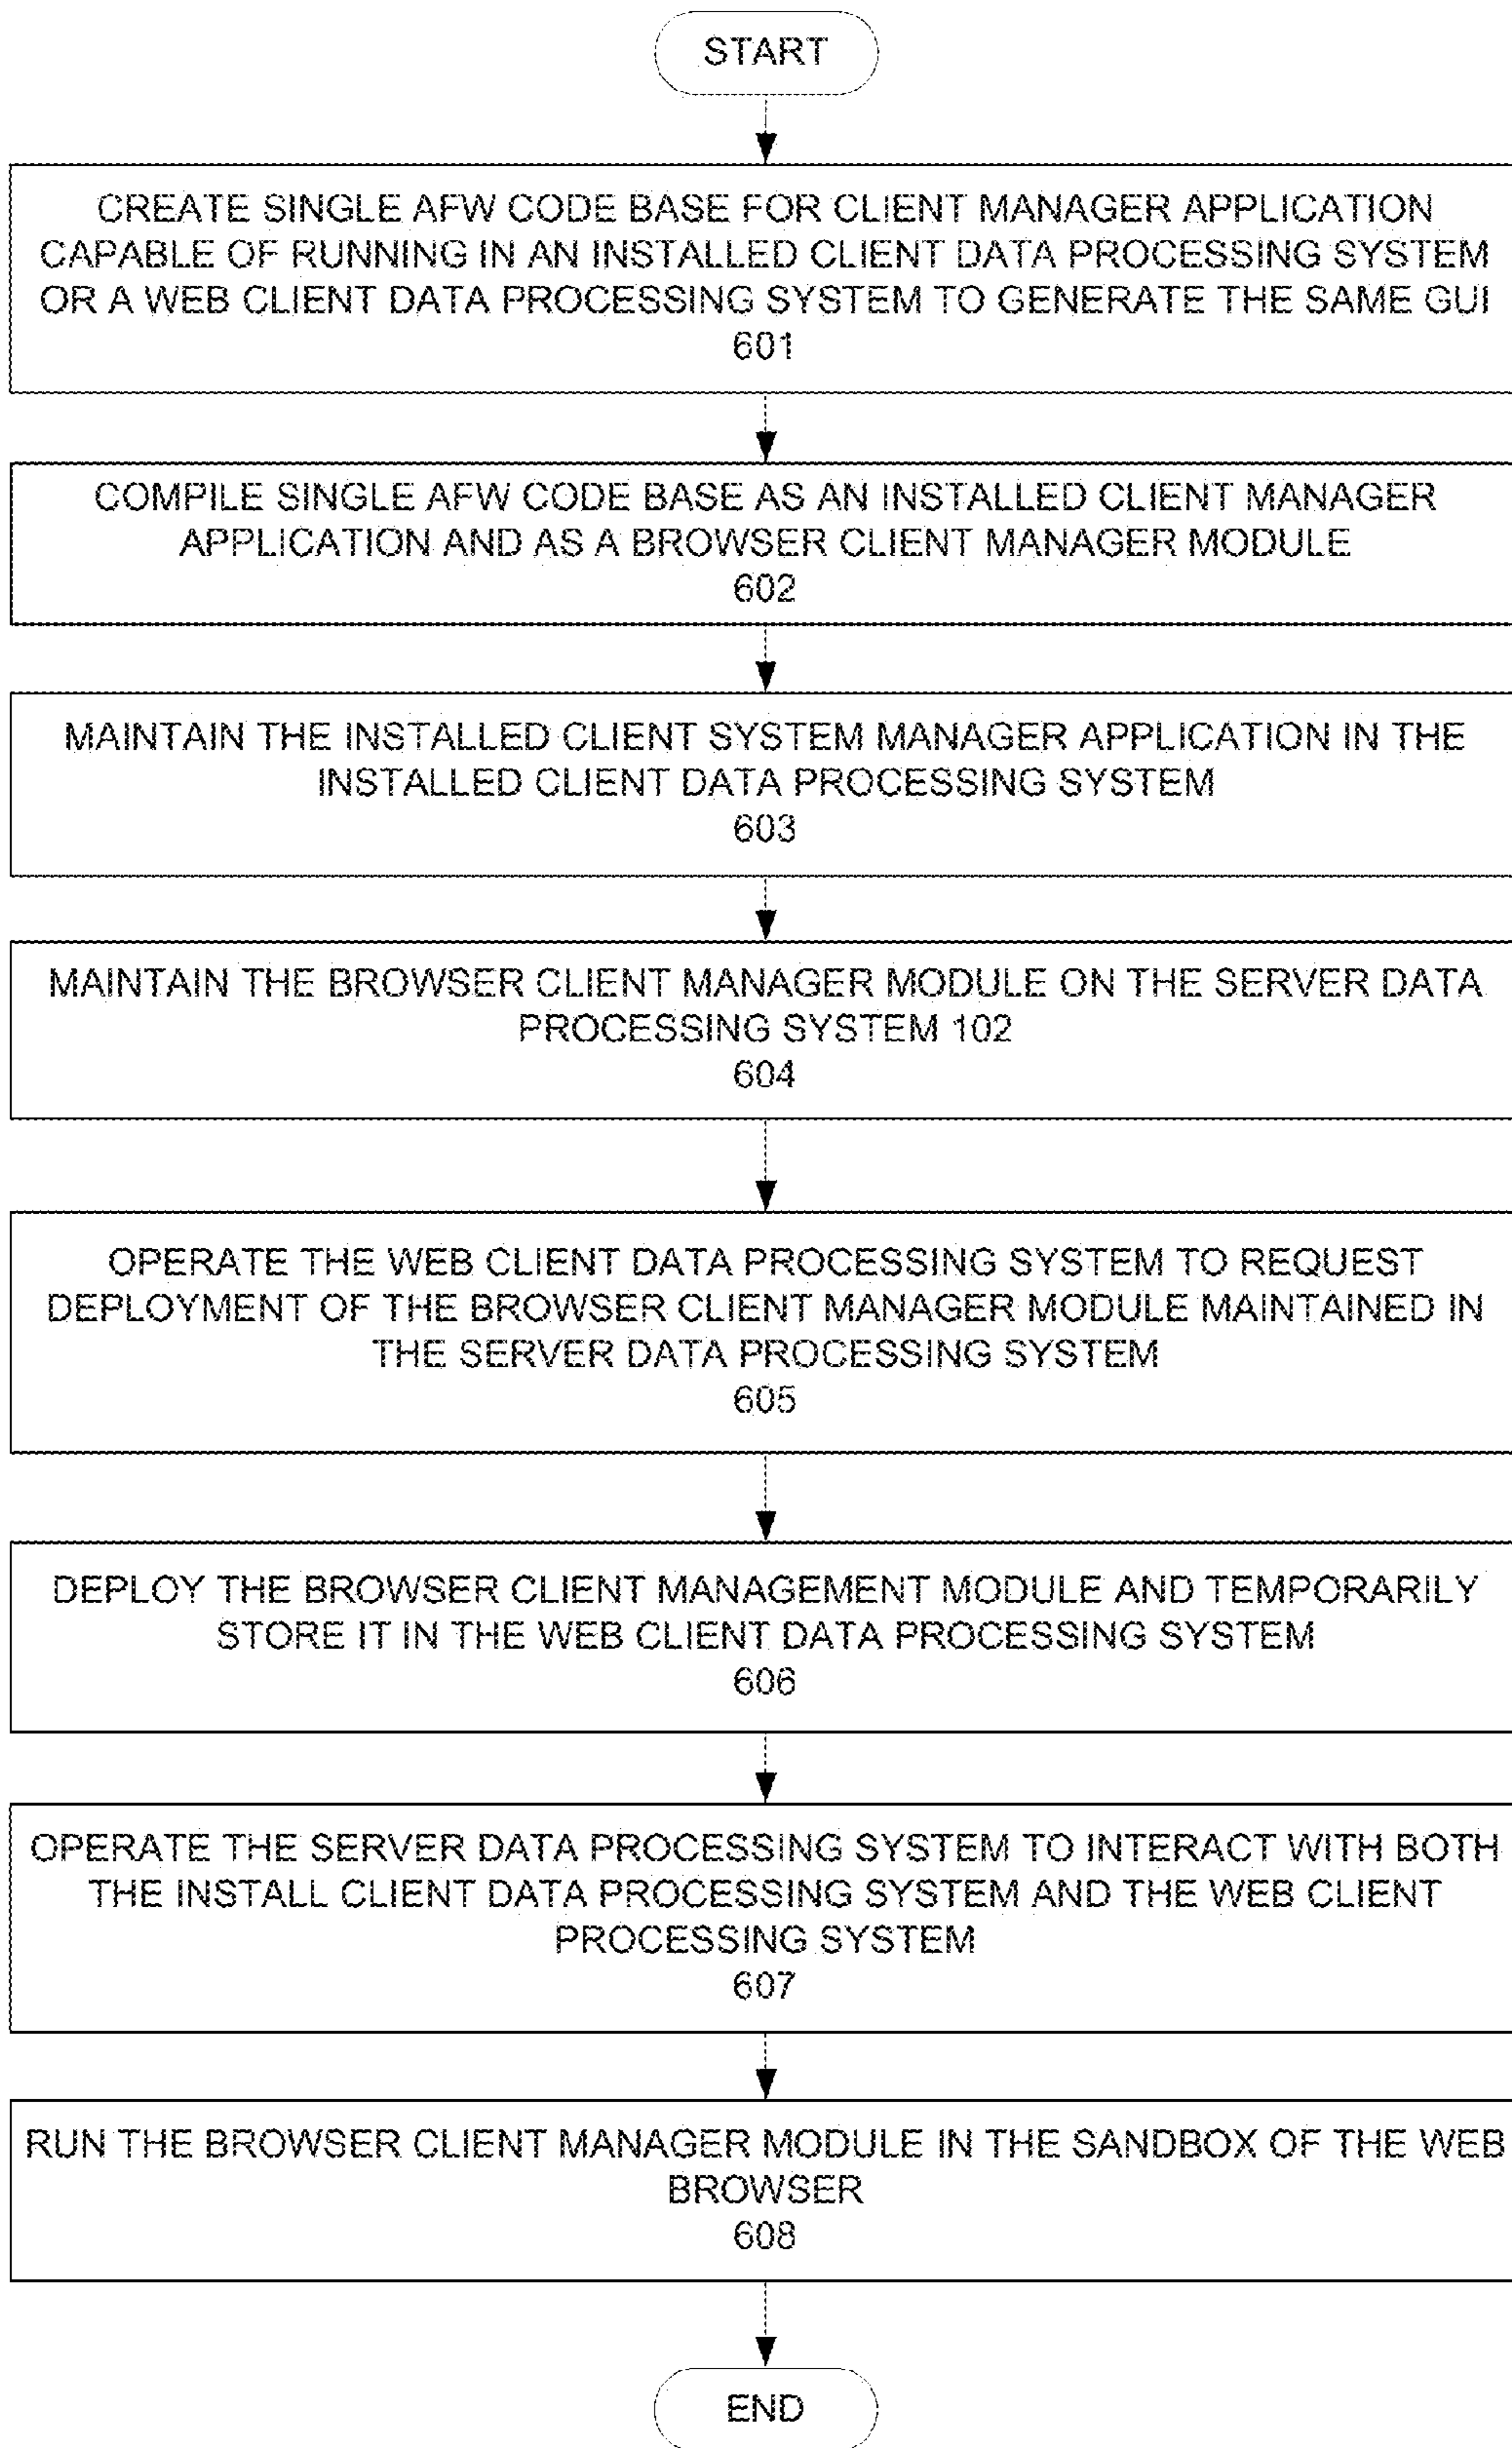 START
CREATE SINGLE AFW CODE BASE FOR CLIENT MANAGER APPLICATION
CAPABLE OF RUNNING IN AN INSTALLED CLIENT DATA PROCESSING SYSTEM
OR A WEB CLIENT DATA PROCESSING SYSTEM TO GENERATE THE SAME GUI
601
COMPILE SINGLE AFW CODE BASE AS AN INSTALLED CLIENT MANAGER
APPLICATION AND AS A BROWSER CLIENT MANAGER MODULE
602
MAINTAIN THE INSTALLED CLIENT SYSTEM MANAGER APPLICATION IN THE
INSTALLED CLIENT DATA PROCESSING SYSTEM
603
MAINTAIN THE BROWSER CLIENT MANAGER MODULE ON THE SERVER DATA
PROCESSING SYSTEM 102
604
OPERATE THE WEB CLIENT DATA PROCESSING SYSTEM TO REQUEST
DEPLOYMENT OF THE BROWSER CLIENT MANAGER MODULE MAINTAINED IN
THE SERVER DATA PROCESSING SYSTEM
605
DEPLOY THE BROWSER CLIENT MANAGEMENT MODULE AND TEMPORARILY
STORE IT IN THE WEB CLIENT DATA PROCESSING SYSTEM
606
OPERATE THE SERVER DATA PROCESSING SYSTEM TO INTERACT WITH BOTH
THE INSTALL CLIENT DATA PROCESSING SYSTEM AND THE WEB CLIENT
PROCESSING SYSTEM
607
RUN THE BROWSER CLIENT MANAGER MODULE IN THE SANDBOX OF THE WEB
BROWSER
608
END